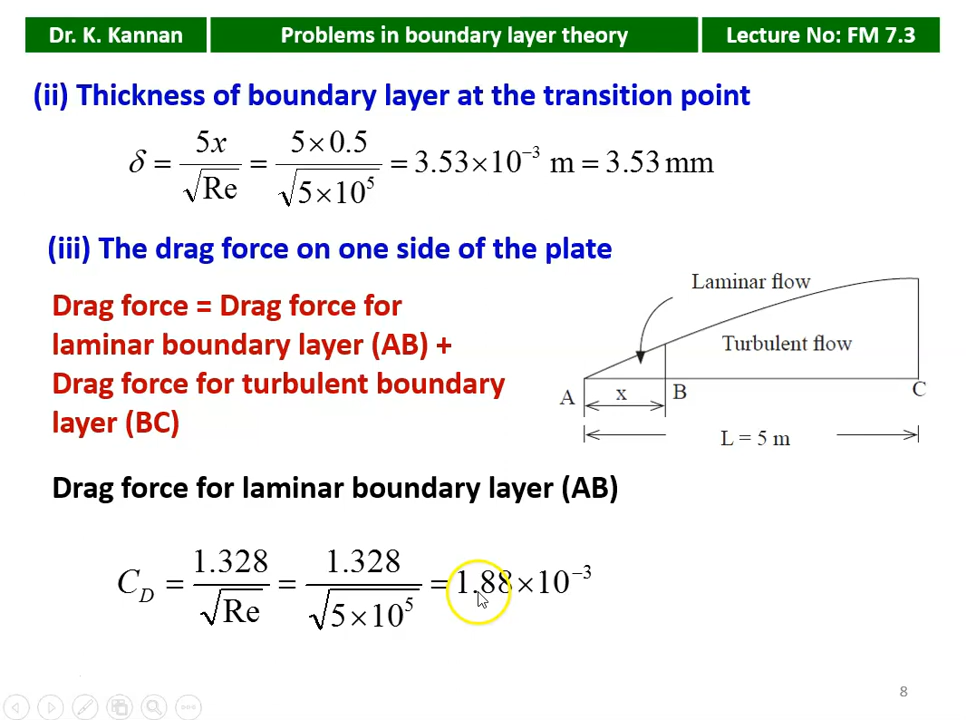 Dr. K. Kannan
Problems in boundary layer theory
Lecture No: FM 7.3
(ii) Thickness of boundary layer at the transition point
δ = 5x / √Re = 5 × 0.5 / √5×10⁵ = 3.53×10⁻³ m = 3.53 mm
(iii) The drag force on one side of the plate
Drag force = Drag force for
laminar boundary layer (AB) +
Drag force for turbulent boundary
layer (BC)
Laminar flow
Turbulent flow
A
x
B
C
L = 5 m
Drag force for laminar boundary layer (AB)
C_D = 1.328 / √Re = 1.328 / √5×10⁵ = 1.88×10⁻³
8